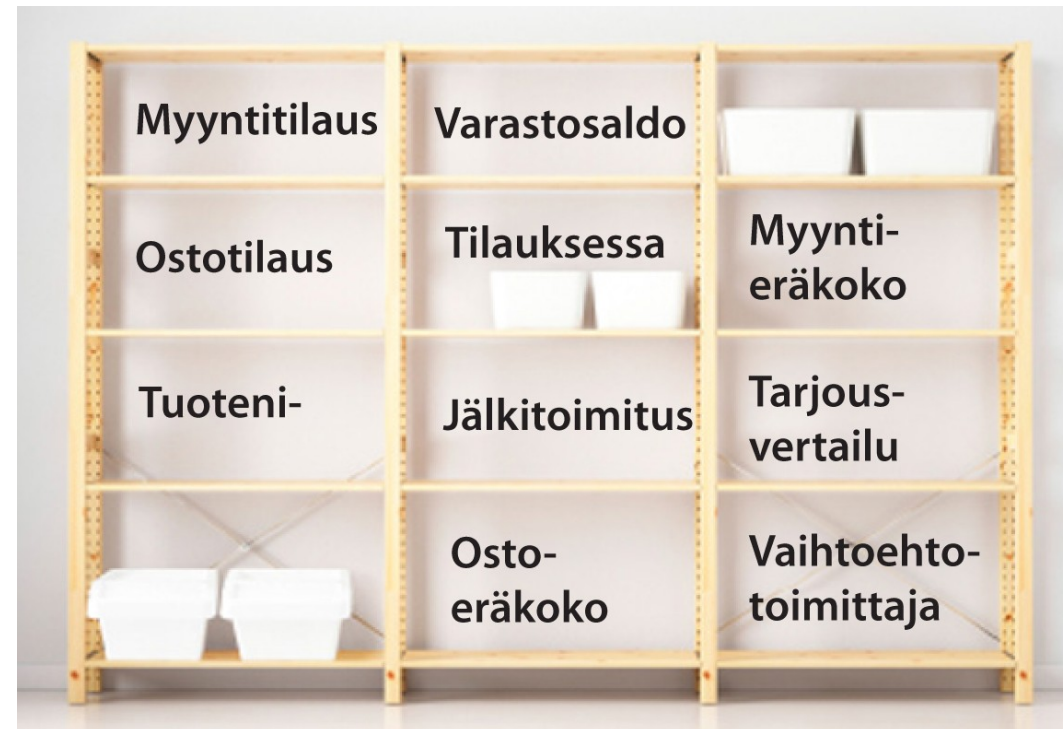 Myyntitilaus
Ostotilaus
Tuoteni-
Varastosaldo
Tilauksessa
Jälkitoimitus
Osto-
eräkoko
Myynti-
eräkoko
Tarjous-
vertailu
Vaihtoehto-
toimittaja